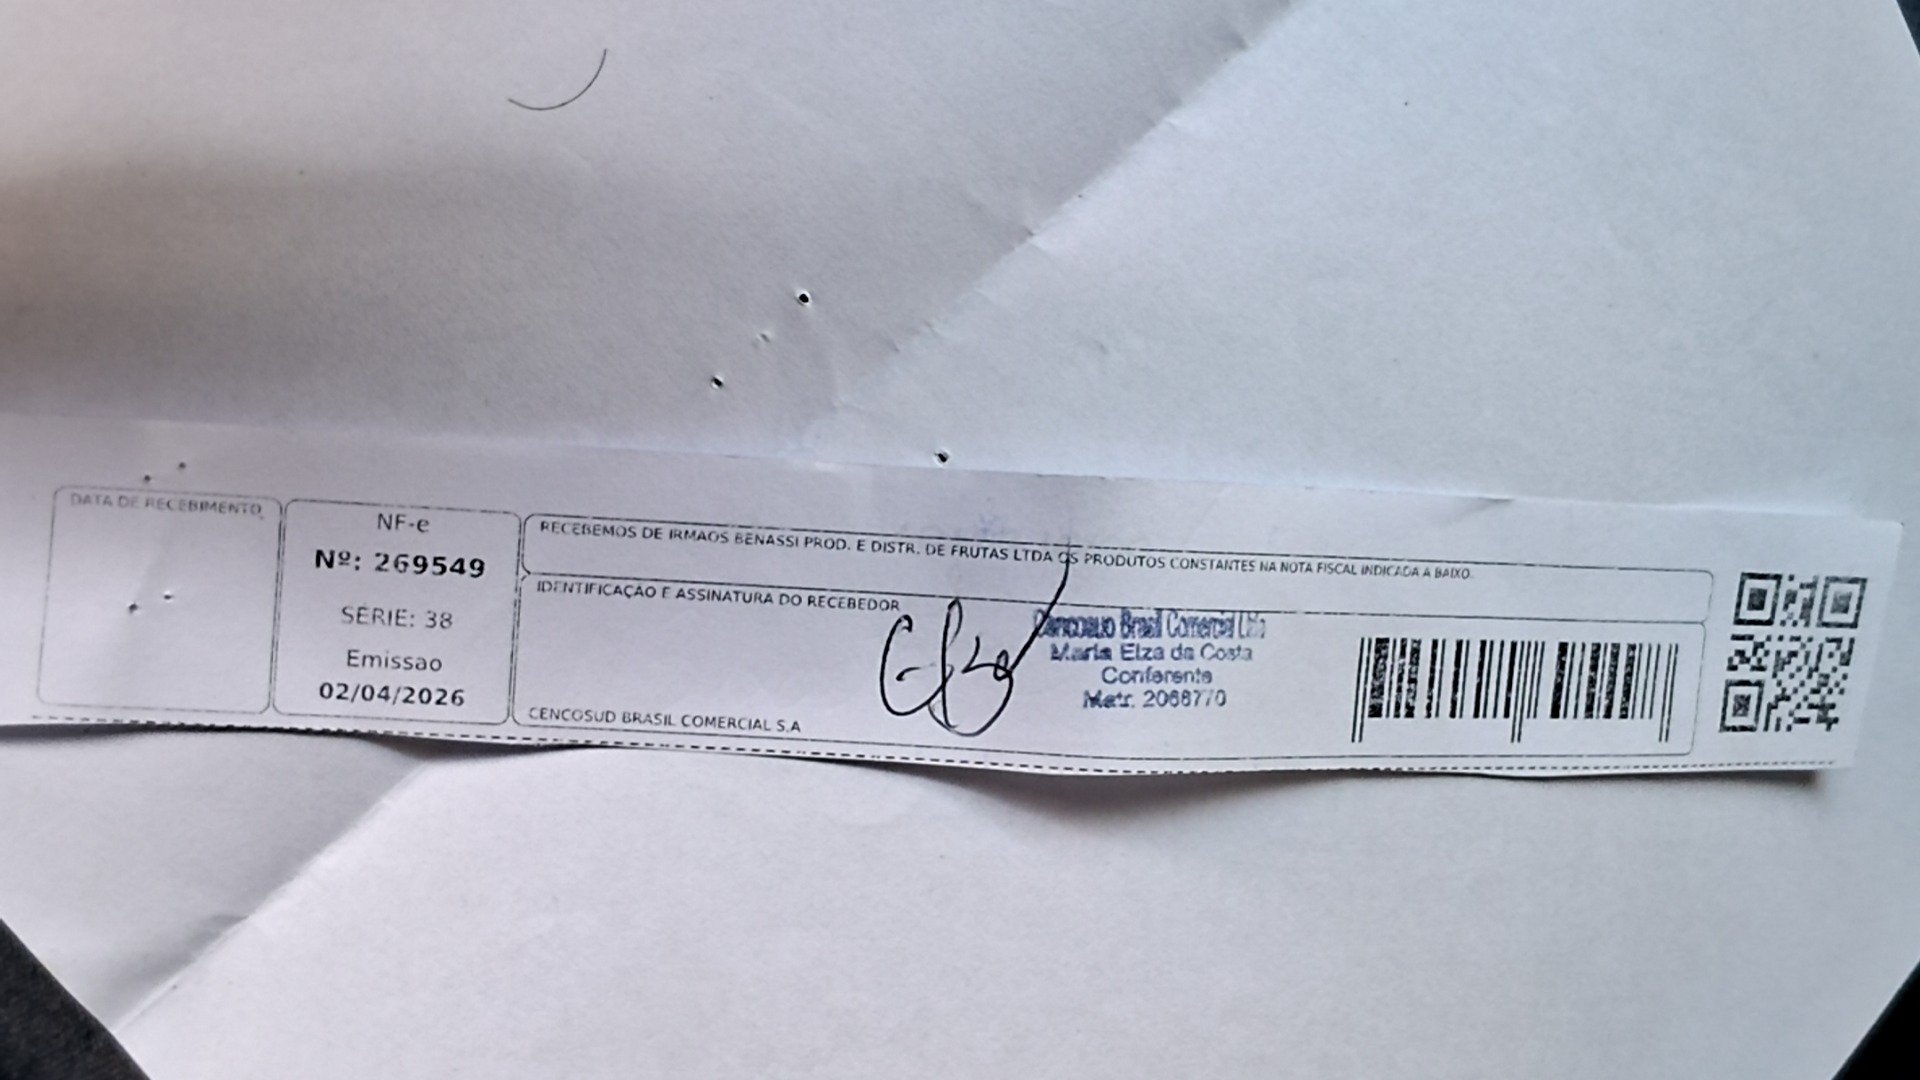 DATA DE RECEBIMENTO
NF-e
Nº: 269549
SÉRIE: 38
Emissao
02/04/2026
RECEBEMOS DE IRMAOS BENASSI PROD. E DISTR. DE FRUTAS LTDA OS PRODUTOS CONSTANTES NA NOTA FISCAL INDICADA A BAIXO
IDENTIFICAÇÃO E ASSINATURA DO RECEBEDOR
CENCOSUD BRASIL COMERCIAL S.A
Cencosud Brasil Comercial Ltda
Maria Elza da Costa
Conferente
Matr. 2068770